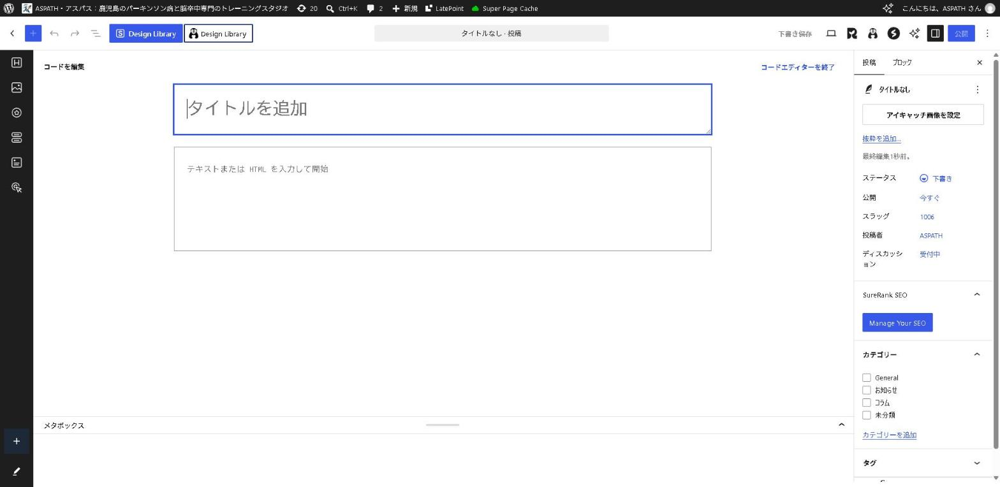 ASPATH・アスパス：鹿児島のパーキンソン病と脳卒中専門のトレーニングスタジオ 20 Ctrl+K 2 新規 LatePoint Super Page Cache こんにちは、ASPATH さん
Design Library Design Library タイトルなし · 投稿 下書き保存 公開
コードを編集 コードエディターを終了
タイトルを追加
テキストまたは HTML を入力して開始
メタボックス
投稿 ブロック
タイトルなし
アイキャッチ画像を設定
抜粋を追加...
最終編集1秒前。
ステータス 下書き
公開 今すぐ
スラッグ 1006
投稿者 ASPATH
ディスカッション 受付中
SureRank SEO
Manage Your SEO
カテゴリー
General
お知らせ
コラム
未分類
カテゴリーを追加
タグ